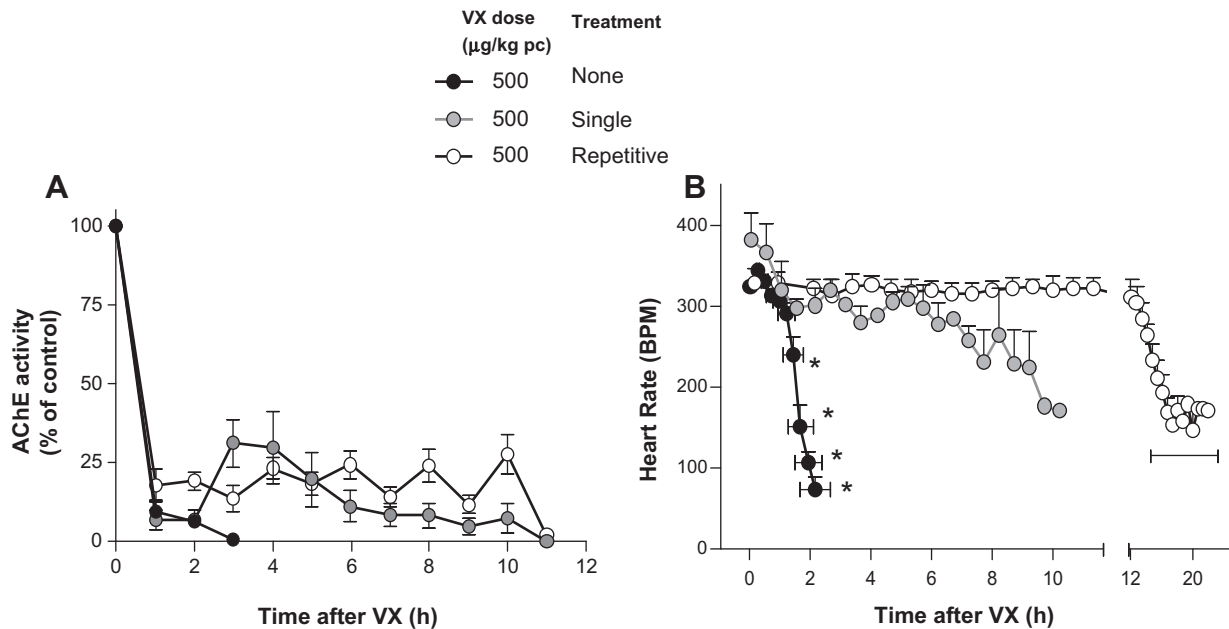 VX dose Treatment
(μg/kg pc)
500 None
500 Single
500 Repetitive
A
100
75
50
25
0
0 2 4 6 8 10 12
AChE activity
(% of control)
Time after VX (h)
B
400
300
200
100
0
0 2 4 6 8 10 12 20
Heart Rate (BPM)
*
*
*
*
Time after VX (h)